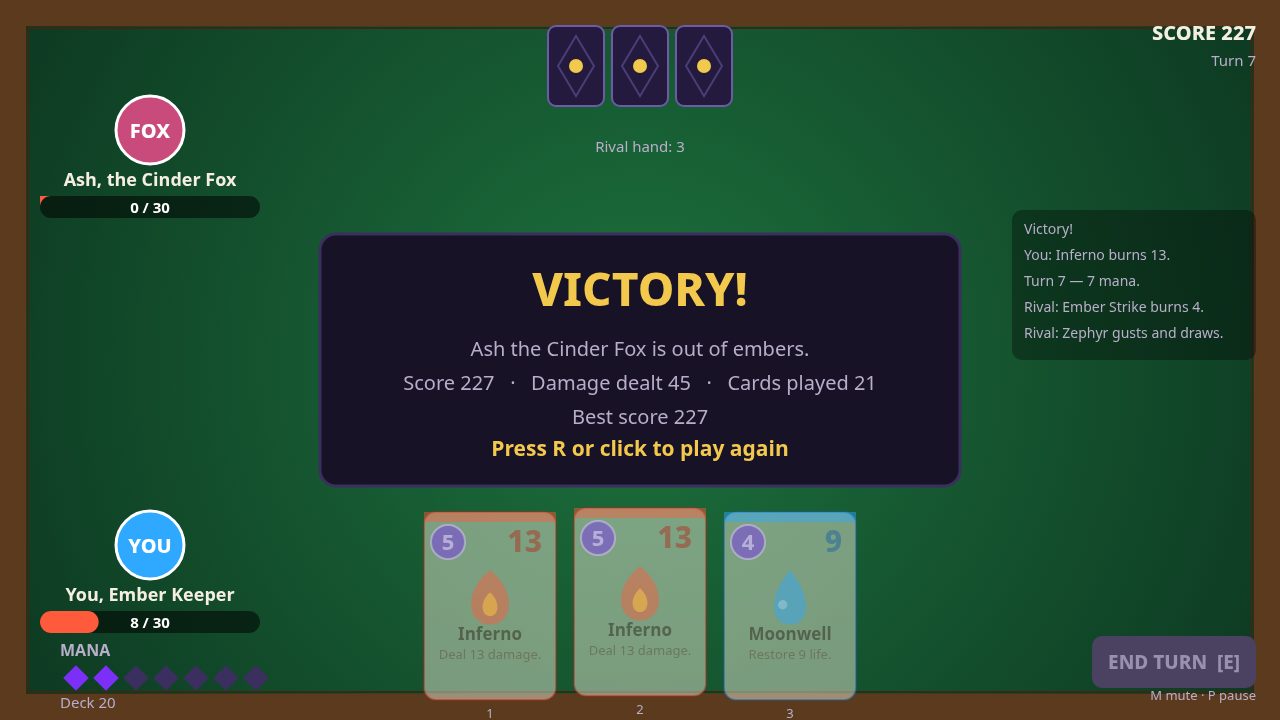 SCORE 227
Turn 7
FOX
Ash, the Cinder Fox
0 / 30
Rival hand: 3
Victory!
You: Inferno burns 13.
Turn 7 — 7 mana.
Rival: Ember Strike burns 4.
Rival: Zephyr gusts and draws.
VICTORY!
Ash the Cinder Fox is out of embers.
Score 227 · Damage dealt 45 · Cards played 21
Best score 227
Press R or click to play again
YOU
You, Ember Keeper
8 / 30
MANA
Deck 20
5 13
Inferno
Deal 13 damage.
1
5 13
Inferno
Deal 13 damage.
2
4 9
Moonwell
Restore 9 life.
3
END TURN [E]
M mute · P pause